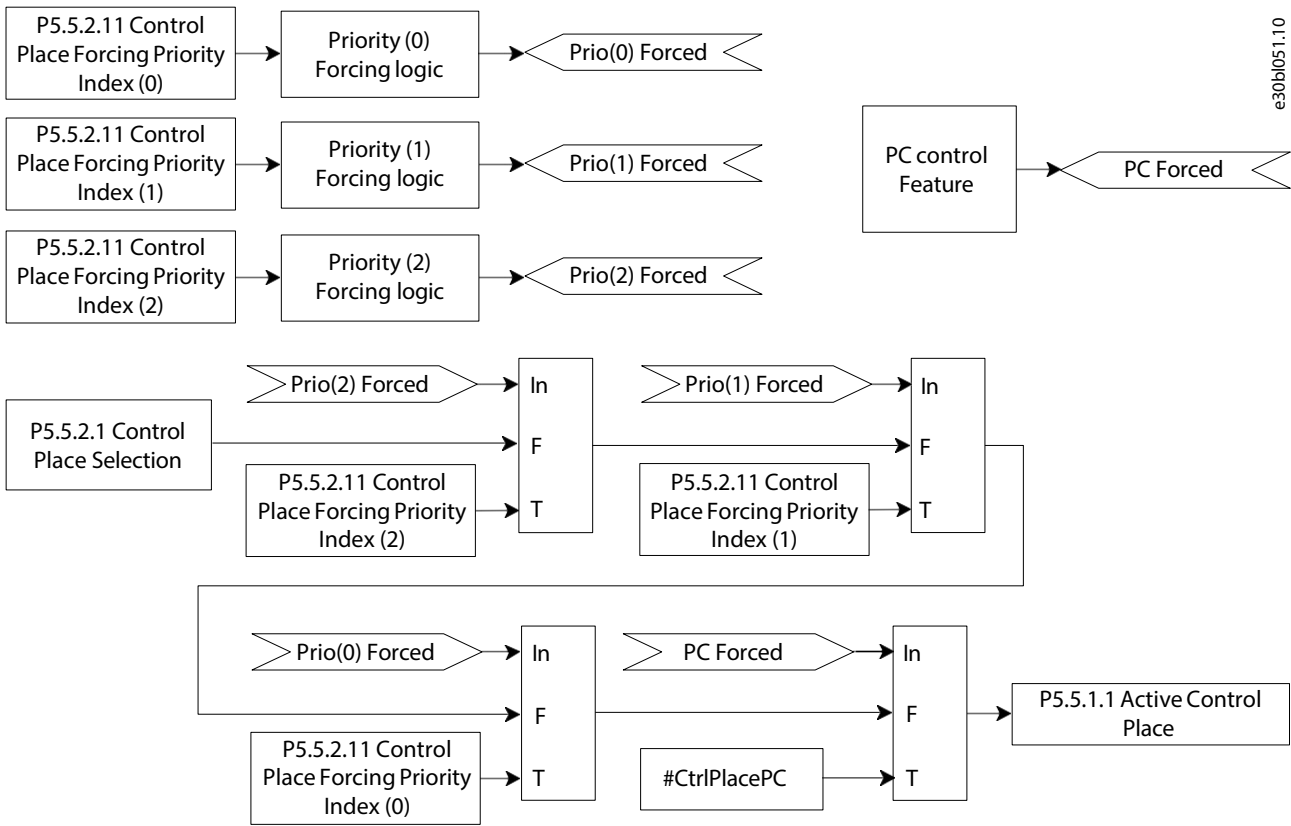 P5.5.2.11 Control
Place Forcing Priority
Index (0)
Priority (0)
Forcing logic
Prio(0) Forced
e30bl051.10
P5.5.2.11 Control
Place Forcing Priority
Index (1)
Priority (1)
Forcing logic
Prio(1) Forced
PC control
Feature
PC Forced
P5.5.2.11 Control
Place Forcing Priority
Index (2)
Priority (2)
Forcing logic
Prio(2) Forced
Prio(2) Forced
In
Prio(1) Forced
In
P5.5.2.1 Control
Place Selection
F
F
P5.5.2.11 Control
Place Forcing Priority
Index (2)
T
P5.5.2.11 Control
Place Forcing Priority
Index (1)
T
Prio(0) Forced
In
PC Forced
In
F
F
P5.5.1.1 Active Control
Place
P5.5.2.11 Control
Place Forcing Priority
Index (0)
T
#CtrlPlacePC
T